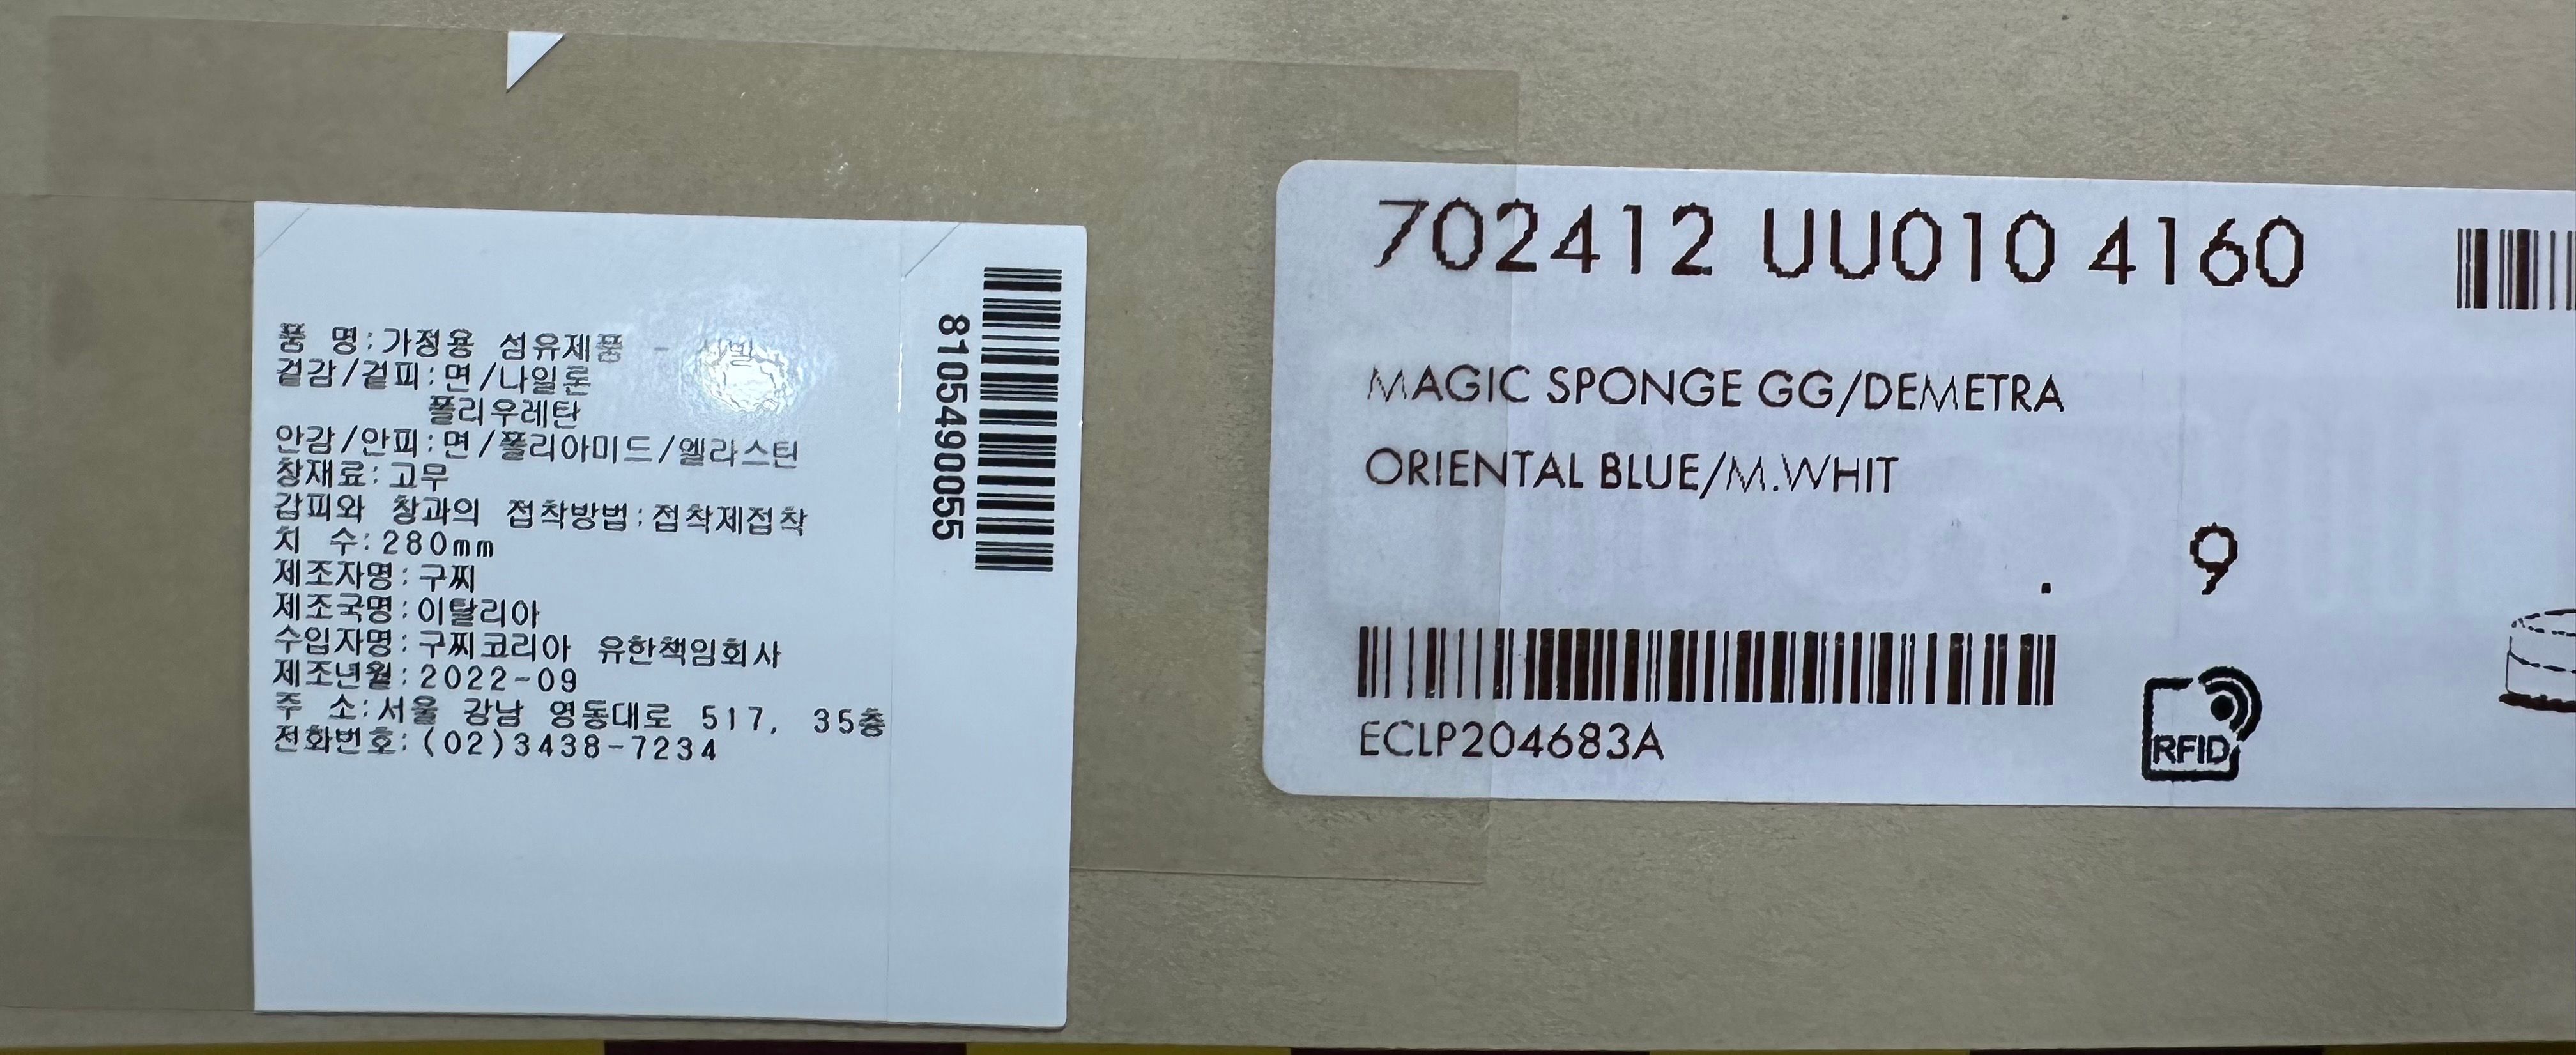 품 명:가정용 섬유제품 -
겉감/겉피:면/나일론
폴리우레탄
안감/안피:면/폴리아미드/엘라스틴
창재료:고무
갑피와 창과의 접착방법:접착제접착
치 수:280mm
제조자명:구찌
제조국명:이탈리아
수입자명:구찌코리아 유한책임회사
제조년월:2022-09
주 소:서울 강남 영동대로 517, 35층
전화번호:(02)3438-7234
8105490055
702412 UU010 4160
MAGIC SPONGE GG/DEMETRA
ORIENTAL BLUE/M.WHIT
. 9
ECLP204683A
RFID